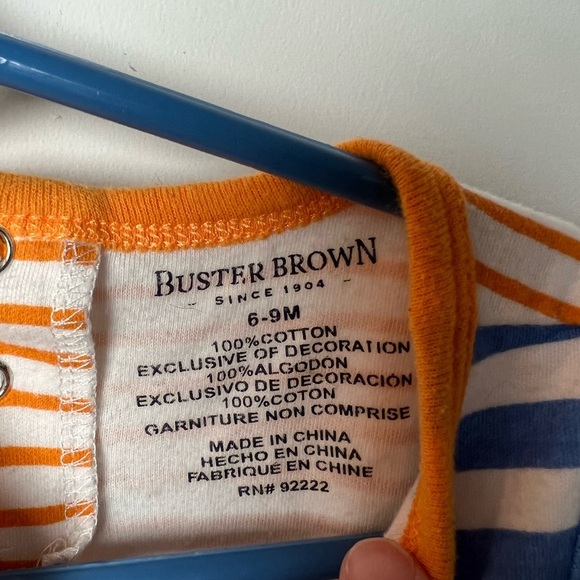 BUSTER BROWN
- SINCE 1904 -
6-9M
100%COTTON
EXCLUSIVE OF DECORATION
100%ALGODÓN
EXCLUSIVO DE DECORACIÓN
100%COTON
GARNITURE NON COMPRISE
MADE IN CHINA
HECHO EN CHINA
FABRIQUÉ EN CHINE
RN# 92222